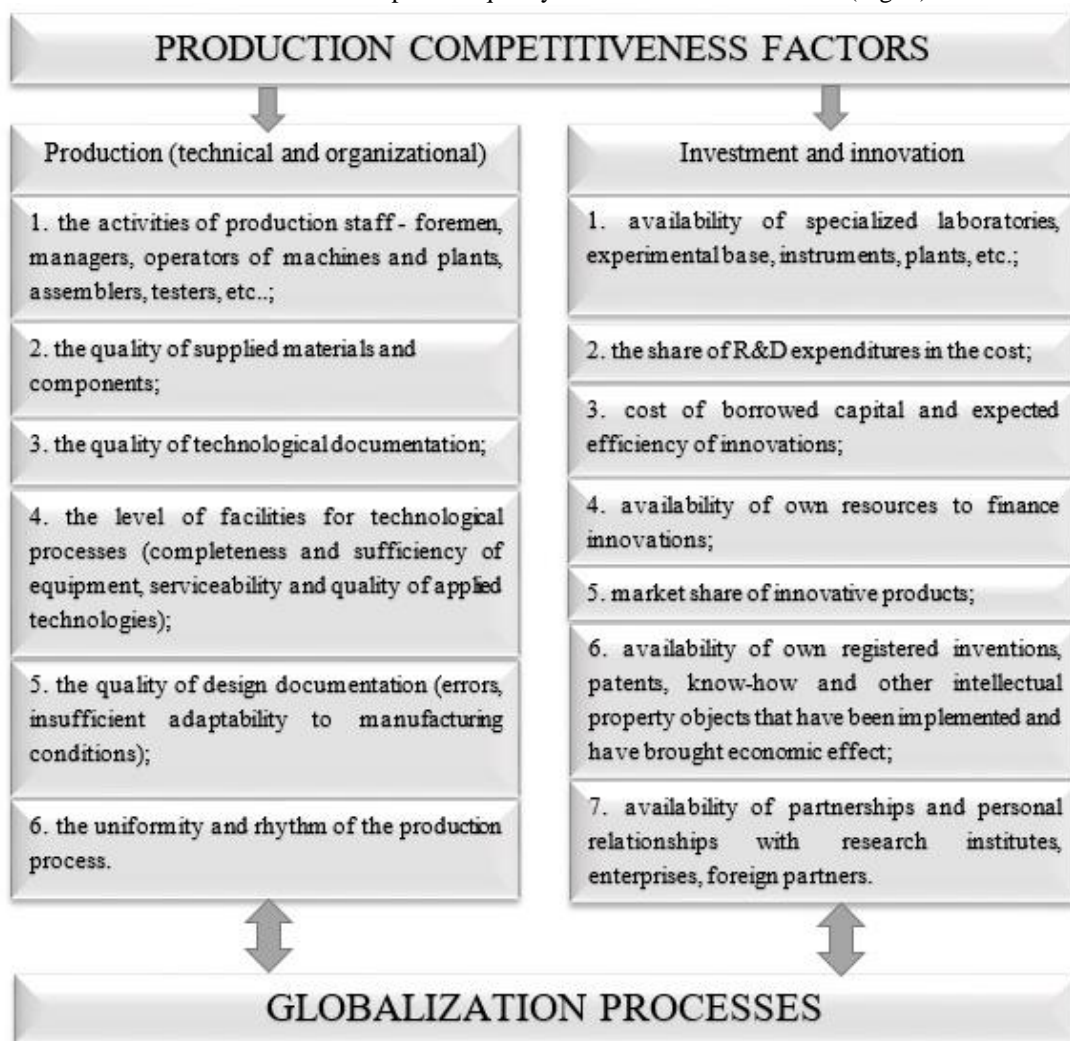 PRODUCTION COMPETITIVENESS FACTORS
Production (technical and organizational)
1. the activities of production staff - foremen,
managers, operators of machines and plants,
assemblers, testers, etc..;
2. the quality of supplied materials and
components;
3. the quality of technological documentation;
4. the level of facilities for technological
processes (completeness and sufficiency of
equipment, serviceability and quality of applied
technologies);
5. the quality of design documentation (errors,
insufficient adaptability to manufacturing
conditions);
6. the uniformity and rhythm of the production
process.
Investment and innovation
1. availability of specialized laboratories,
experimental base, instruments, plants, etc.;
2. the share of R&D expenditures in the cost;
3. cost of borrowed capital and expected
efficiency of innovations;
4. availability of own resources to finance
innovations;
5. market share of innovative products;
6. availability of own registered inventions,
patents, know-how and other intellectual
property objects that have been implemented and
have brought economic effect;
7. availability of partnerships and personal
relationships with research institutes,
enterprises, foreign partners.
GLOBALIZATION PROCESSES